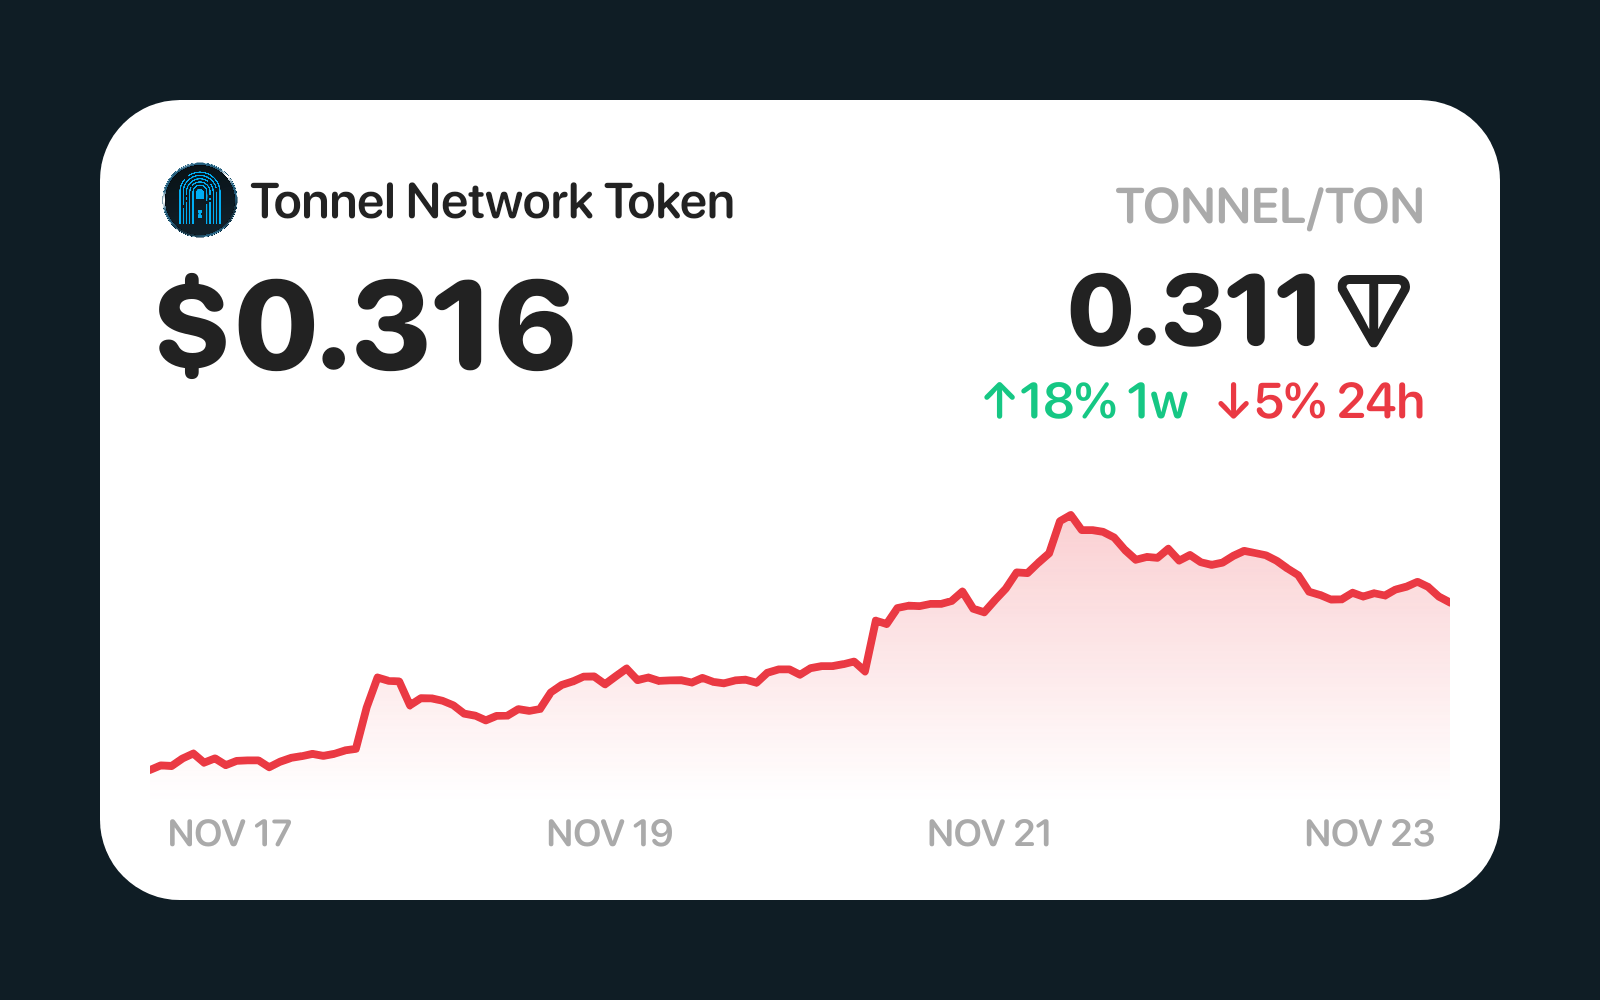 Tonnel Network Token
TONNEL/TON
$0.316
0.311
↑18% 1w ↓5% 24h
NOV 17 NOV 19 NOV 21 NOV 23